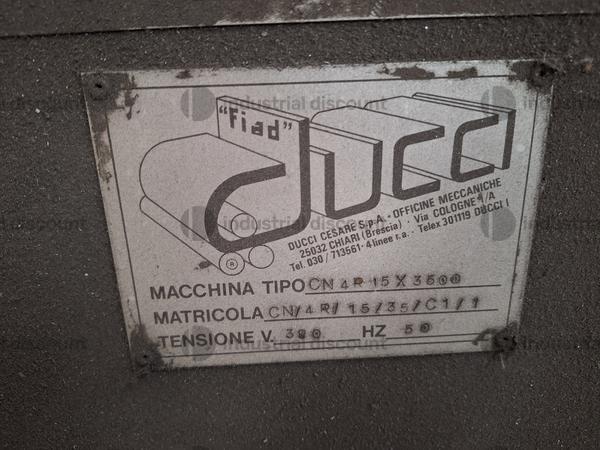 "Fiad"
ducci
DUCCI CESARE S.p.A. - OFFICINE MECCANICHE
25032 CHIARI (Brescia) - Via COLOGNE /A
Tel. 030 / 713561 - 4 linee r.a. - Telex 301119 DUCCI I
R
MACCHINA TIPO CN 4R 15 X 3500
MATRICOLA CN/4R/15/35/C1/1
TENSIONE V. 380 HZ 50
industrial discount